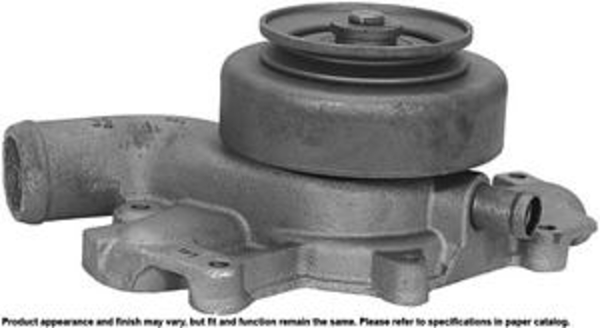 Product appearance and finish may vary, but fit and function remain the same. Please refer to specifications in paper catalog.